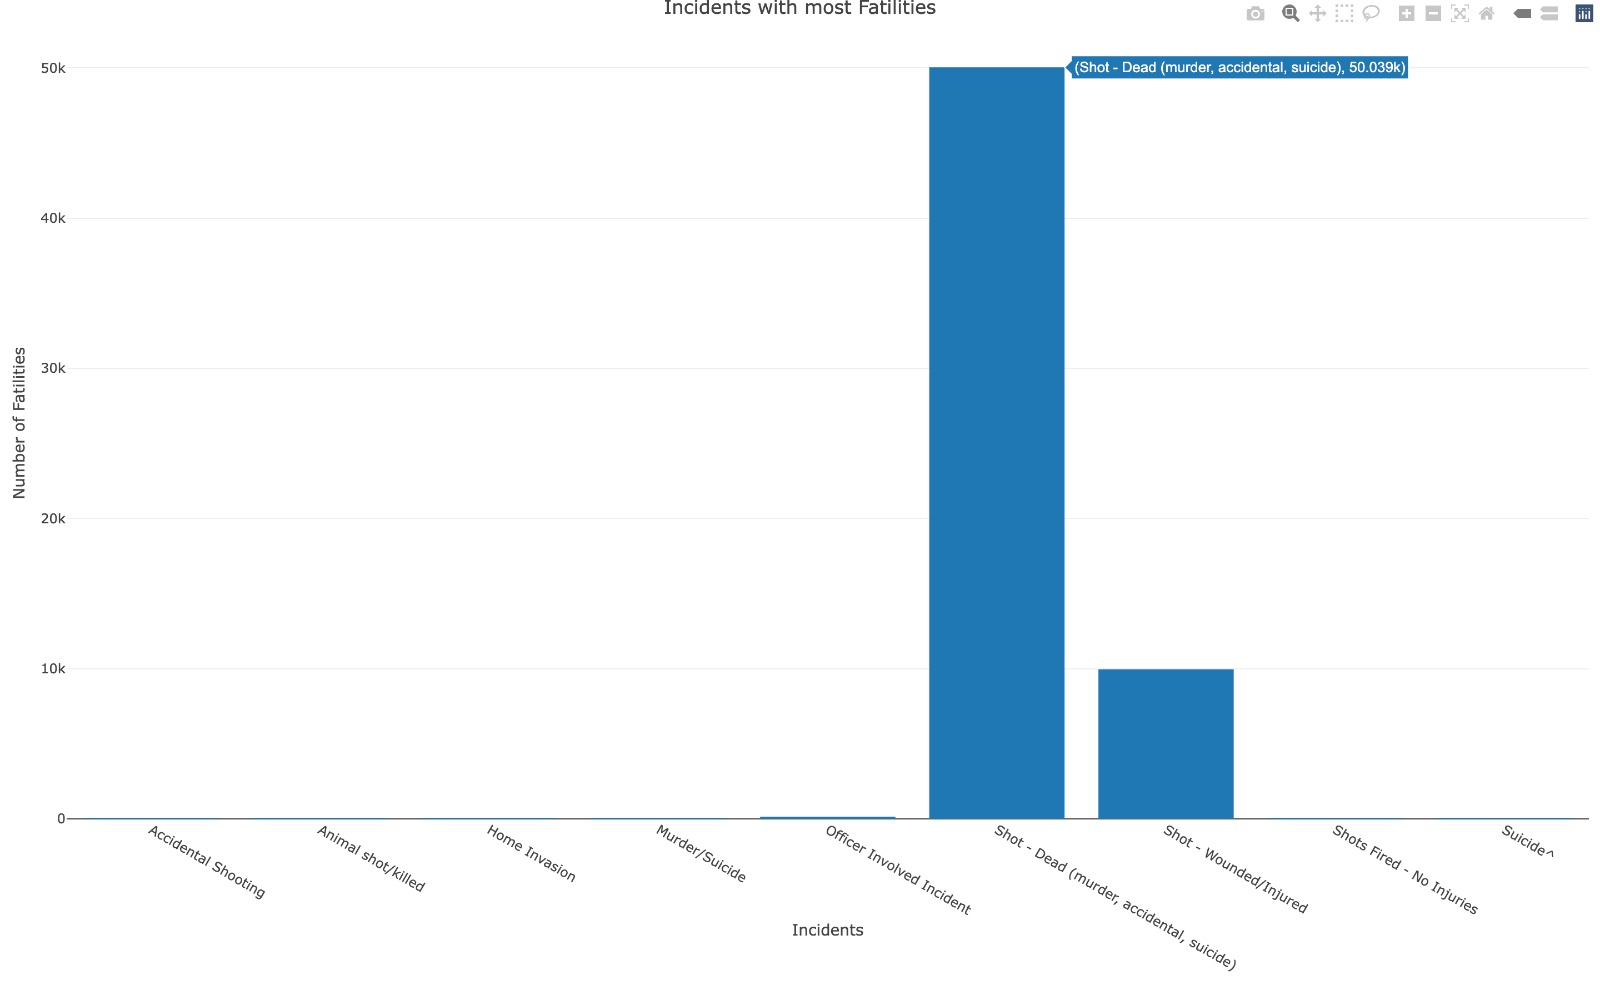 Incidents with most Fatilities
50k
(Shot - Dead (murder, accidental, suicide), 50.039k)
40k
30k
20k
10k
0
Number of Fatilities
Accidental Shooting
Animal shot/killed
Home Invasion
Murder/Suicide
Officer Involved Incident
Shot - Dead (murder, accidental, suicide)
Shot - Wounded/Injured
Shots Fired - No Injuries
Suicide^
Incidents